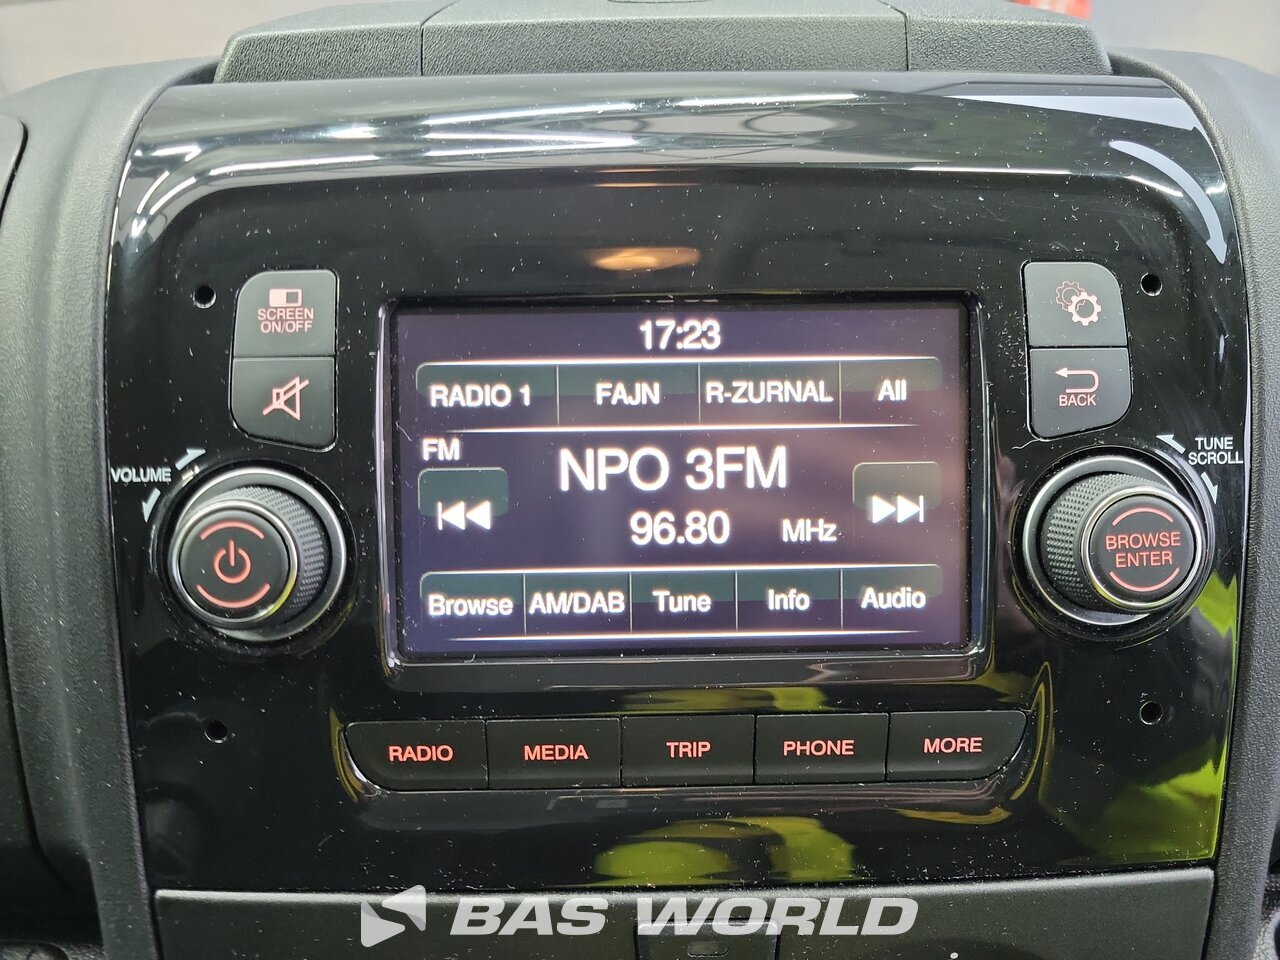 SCREEN
ON/OFF
17:23
RADIO 1 FAJN R-ZURNAL All
BACK
FM
NPO 3FM
96.80 MHz
VOLUME
TUNE
SCROLL
BROWSE
ENTER
Browse AM/DAB Tune Info Audio
RADIO MEDIA TRIP PHONE MORE
BAS WORLD